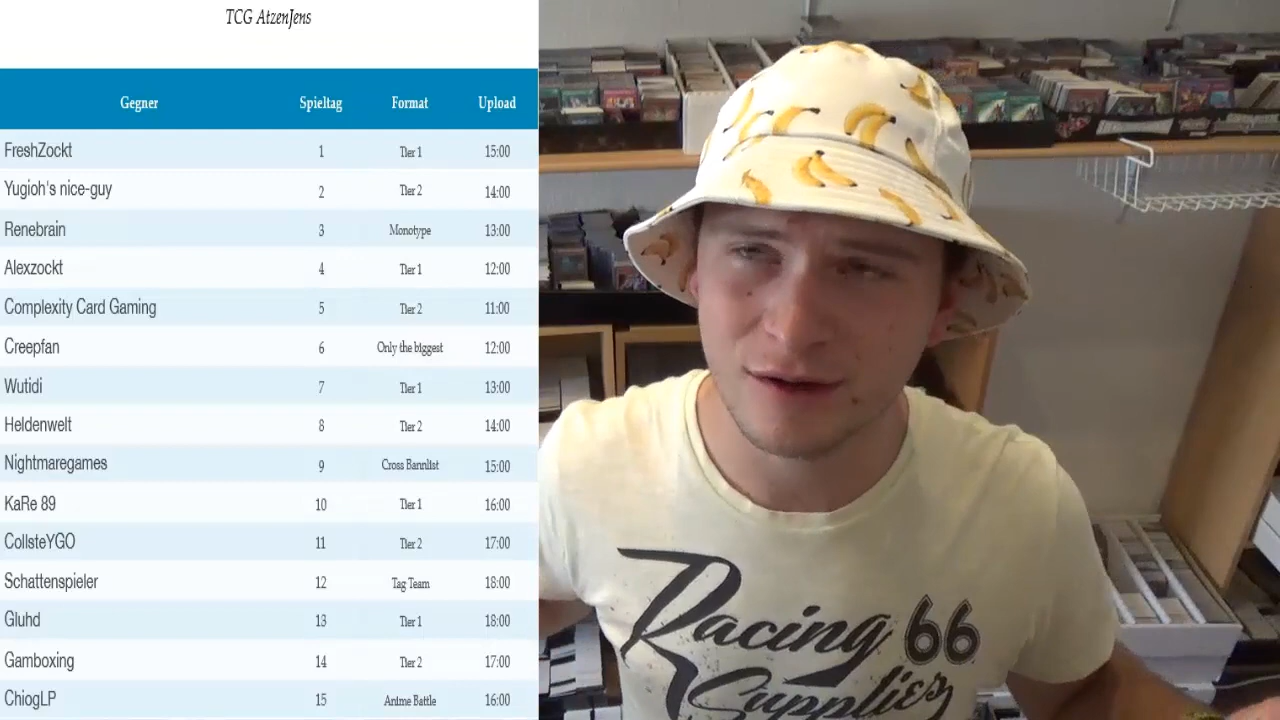 TCG AtzenJens
Gegner Spieltag Format Upload
FreshZockt 1 Tier 1 15:00
Yugioh's nice-guy 2 Tier 2 14:00
Renebrain 3 Monotype 13:00
Alexzockt 4 Tier 1 12:00
Complexity Card Gaming 5 Tier 2 11:00
Creepfan 6 Only the biggest 12:00
Wutidi 7 Tier 1 13:00
Heldenwelt 8 Tier 2 14:00
Nightmaregames 9 Cross Bannlist 15:00
KaRe 89 10 Tier 1 16:00
CollsteYGO 11 Tier 2 17:00
Schattenspieler 12 Tag Team 18:00
Gluhd 13 Tier 1 18:00
Gamboxing 14 Tier 2 17:00
ChiogLP 15 Anime Battle 16:00
Racing 66
Supplies